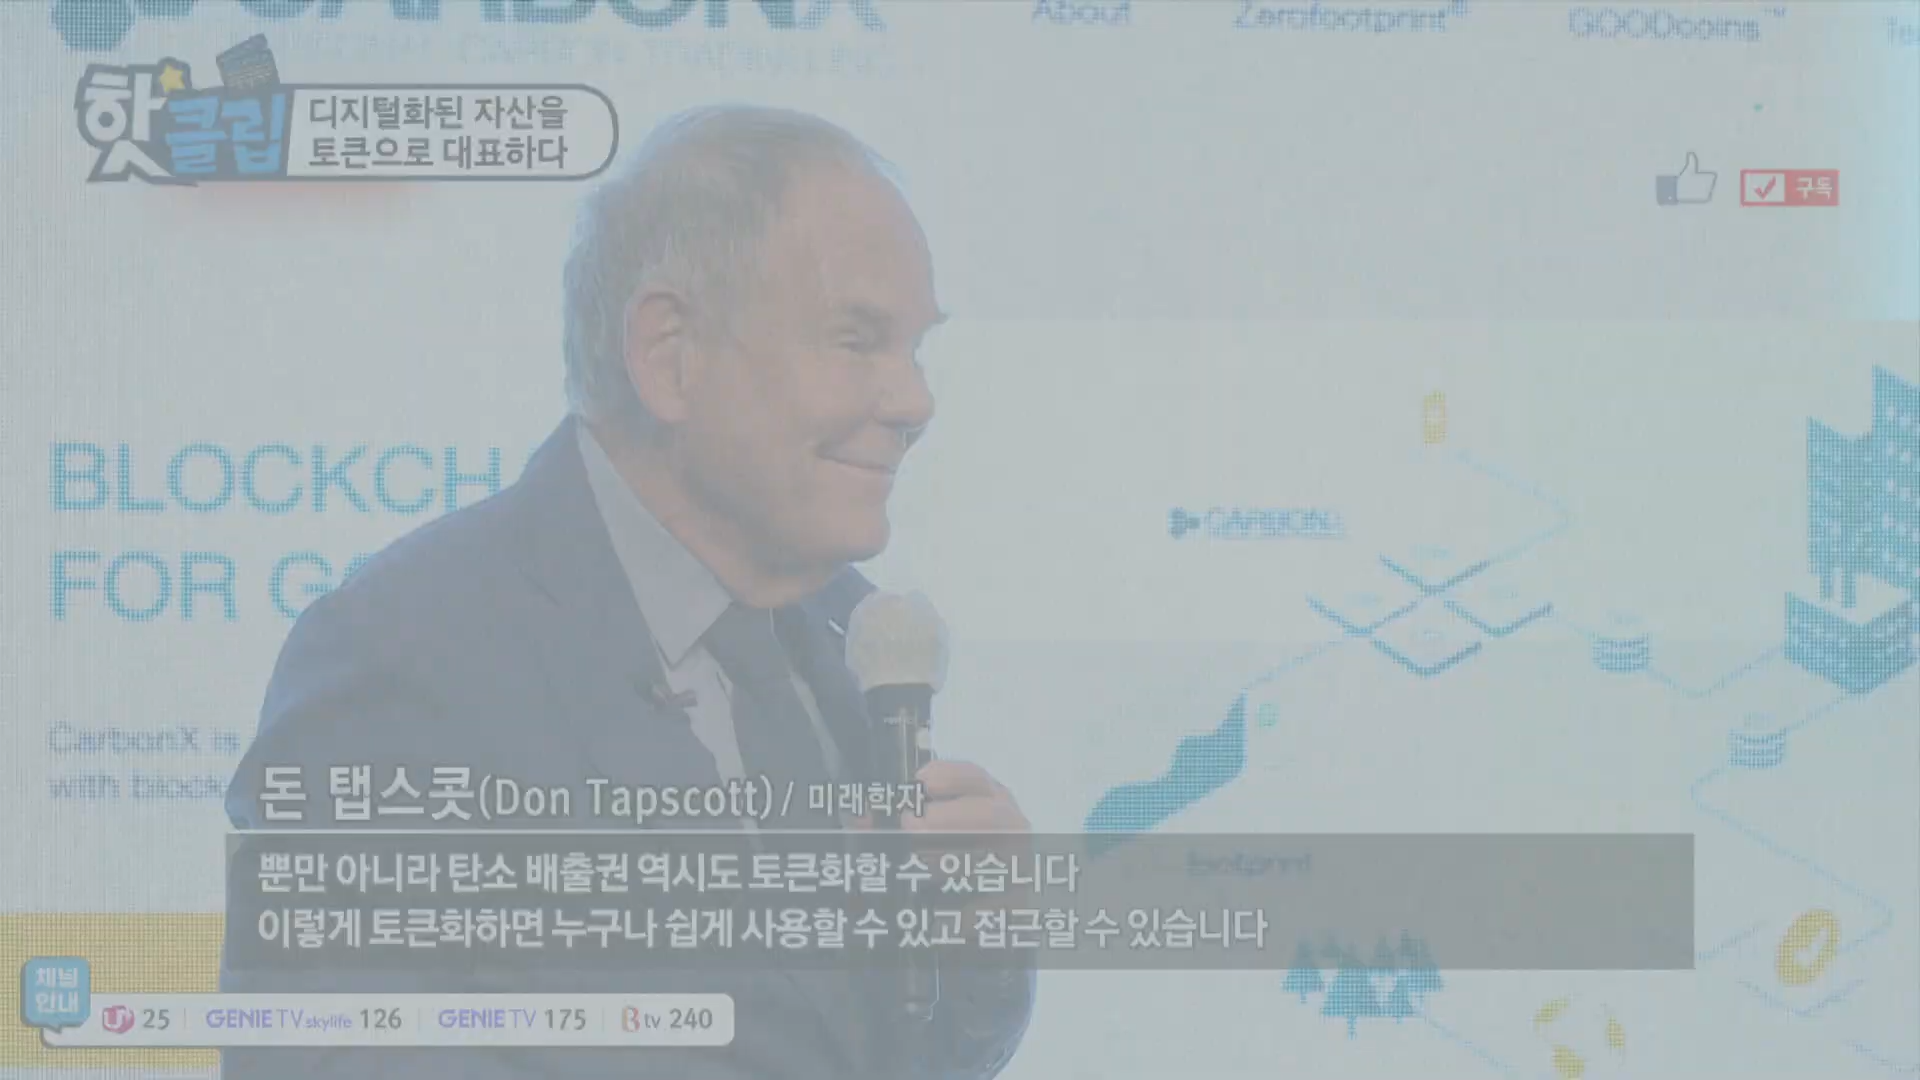 About
Zerofootprint
핫클립
디지털화된 자산을
토큰으로 대표하다
구독
BLOCKCH
FOR
CARBON
CarbonX is
with
돈 탭스콧(Don Tapscott)/ 미래학자
뿐만 아니라 탄소 배출권 역시도 토큰화할 수 있습니다
이렇게 토큰화하면 누구나 쉽게 사용할 수 있고 접근할 수 있습니다
footprint
채널
안내
U+ 25 GENIE TV skylife 126 GENIE TV 175 B tv 240